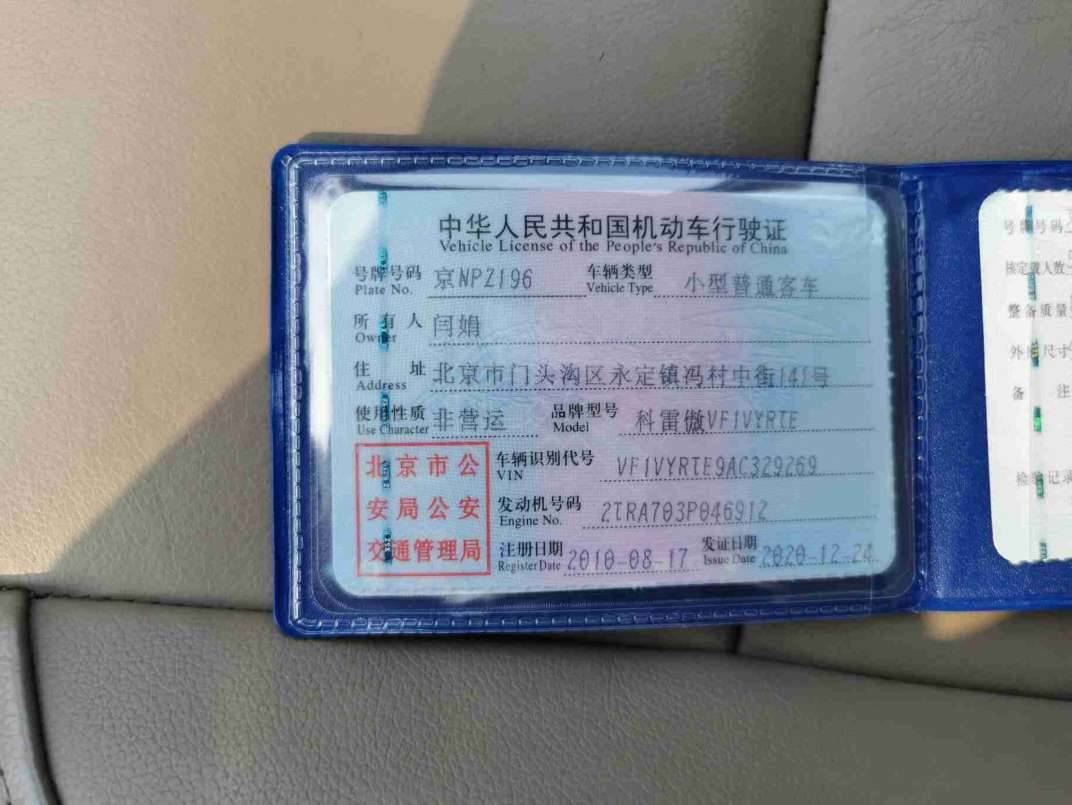 中华人民共和国机动车行驶证
Vehicle License of the People's Republic of China
号牌号码 京NPZ196 车辆类型 小型普通客车
Plate No. Vehicle Type
所有人 闫娟
Owner
住址 北京市门头沟区永定镇冯村中街141号
Address
使用性质 非营运 品牌型号 科雷傲VF1VYRTE
Use Character Model
北京市公
安局公安
交通管理局
车辆识别代号 VF1VYRTE9AC329269
VIN
发动机号码 2TRA703P046912
Engine No.
注册日期 2010-08-17 发证日期 2020-12-24
Register Date Issue Date
号牌号码
核定载人数
整备质量
外廓尺寸
备注
检验记录